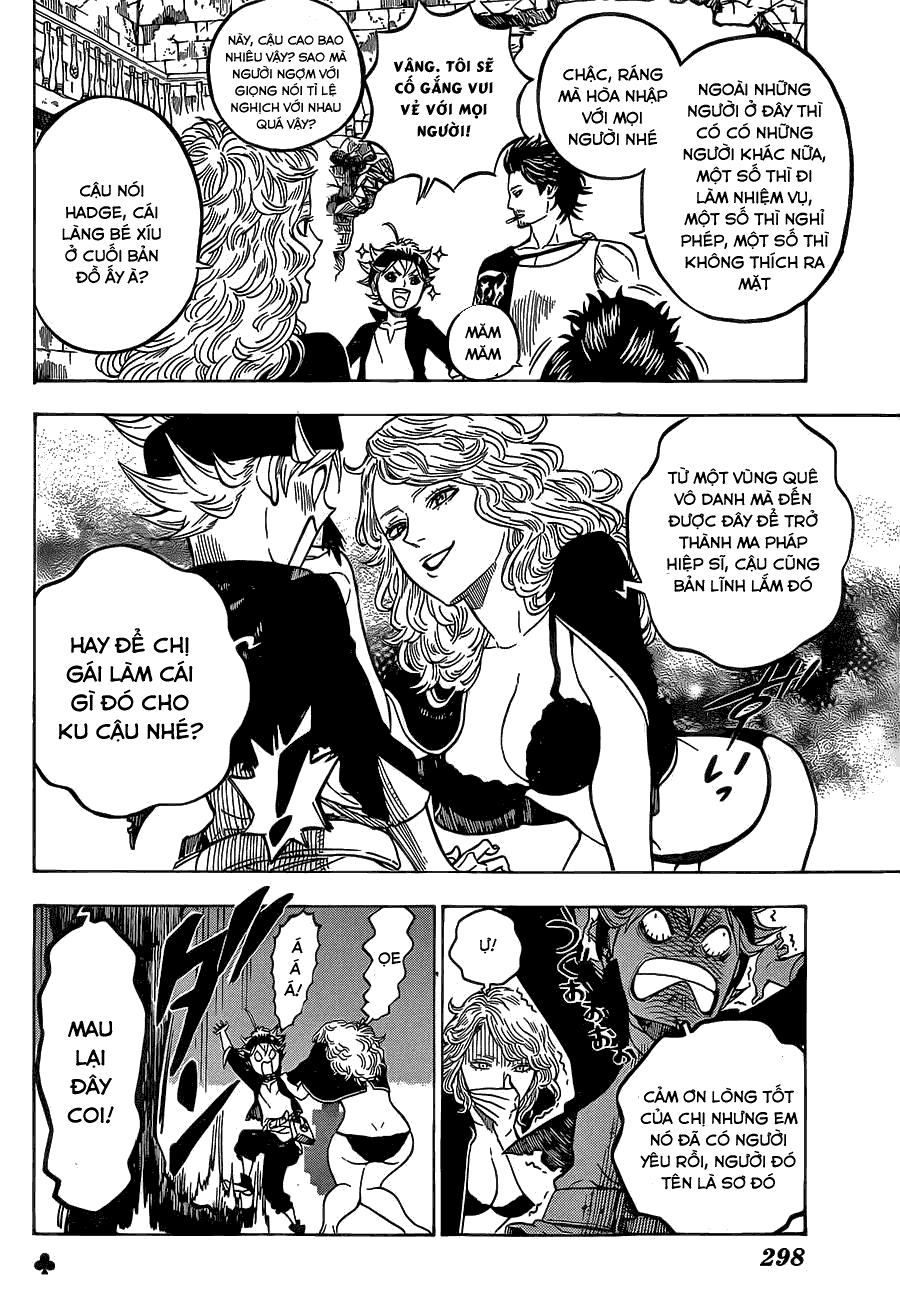 NGOÀI NHỮNG
NGƯỜI Ở ĐÂY THÌ
CÓ CÓ NHỮNG
NGƯỜI KHÁC NỮA,
MỘT SỐ THÌ ĐI
LÀM NHIỆM VỤ,
MỘT SỐ THÌ NGHỈ
PHÉP, MỘT SỐ THÌ
KHÔNG THÍCH RA
MẶT
CHẬC, RÁNG
MÀ HÒA NHẬP
VỚI MỌI
NGƯỜI NHÉ
VÂNG. TÔI SẼ
CỐ GẮNG VUI
VẺ VỚI MỌI
NGƯỜI!
NÀY, CẬU CAO BAO
NHIÊU VẬY? SAO MÀ
NGƯỜI NGỢM VỚI
GIỌNG NÓI TỈ LỆ
NGHỊCH VỚI NHAU
QUÁ VẬY?
CẬU NÓI
HADGE, CÁI
LÀNG BÉ XÍU
Ở CUỐI BẢN
ĐỒ ẤY À?
MĂM
MĂM
TỪ MỘT VÙNG QUÊ
VÔ DANH MÀ ĐẾN
ĐƯỢC ĐÂY ĐỂ TRỞ
THÀNH MA PHÁP
HIỆP SĨ, CẬU CŨNG
BẢN LĨNH LẮM ĐÓ
HAY ĐỂ CHỊ
GÁI LÀM CÁI
GÌ ĐÓ CHO
KU CẬU NHÉ?
Ự!
CẢM ƠN LÒNG TỐT
CỦA CHỊ NHƯNG EM
NÓ ĐÃ CÓ NGƯỜI
YÊU RỒI, NGƯỜI ĐÓ
TÊN LÀ SƠ ĐÓ
ỌE
Á
Á
Á!
MAU
LẠI
ĐÂY
COI!
298